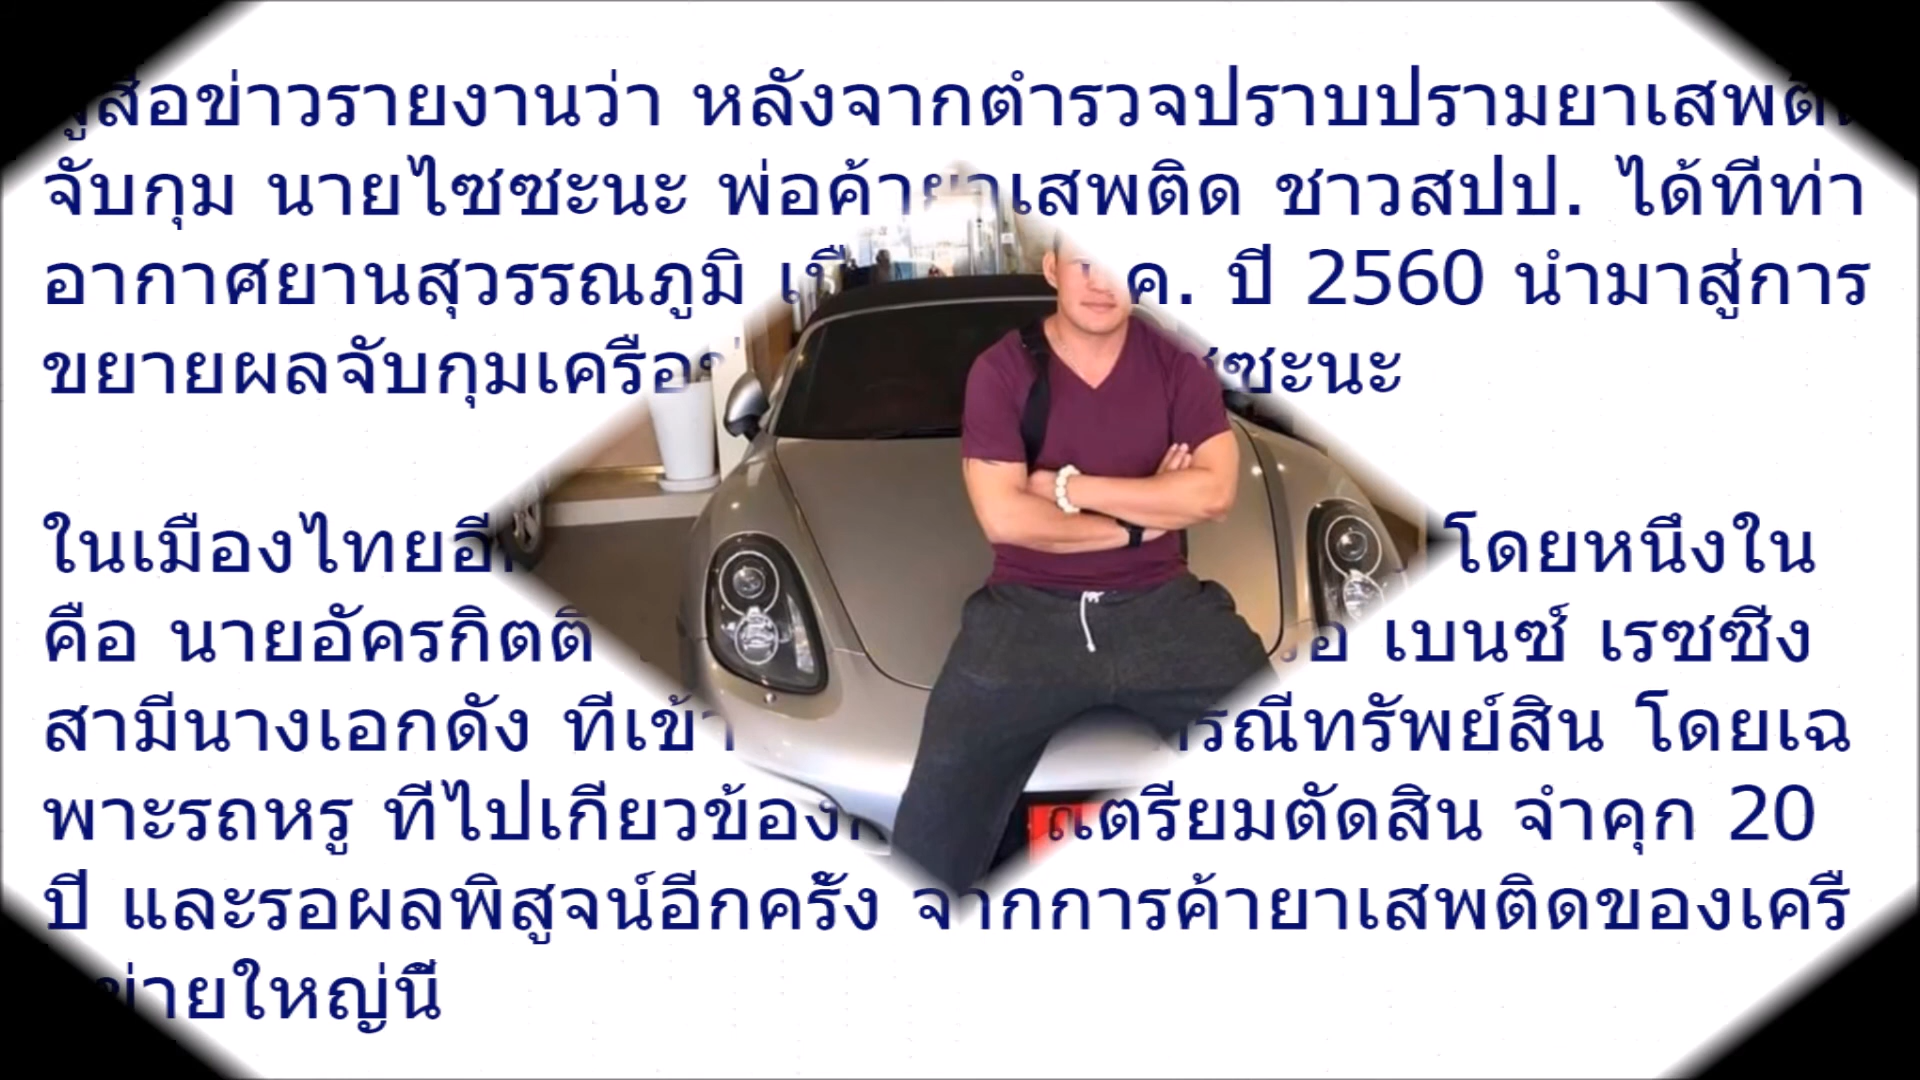 สื่อข่าวรายงานว่า หลังจากตำรวจปราบปรามยาเสพติด
จับกุม นายไซซะนะ พ่อค้ายาเสพติด ชาวสปป. ได้ที่ท่า
อากาศยานสุวรรณภูมิ ค. ปี 2560 นำมาสู่การ
ขยายผลจับกุมเครือ ซะนะ
ในเมืองไทยอี โดยหนึ่งใน
คือ นายอัครกิตติ์ เบนซ์ เรซซิ่ง
สามีนางเอกดัง ที่เข้า รณีทรัพย์สิน โดยเฉ
พาะรถหรู ที่ไปเกี่ยวข้อง เตรียมตัดสิน จำคุก 20
ปี และรอผลพิสูจน์อีกครั้ง จากการค้ายาเสพติดของเครื
ข่ายใหญ่นี้